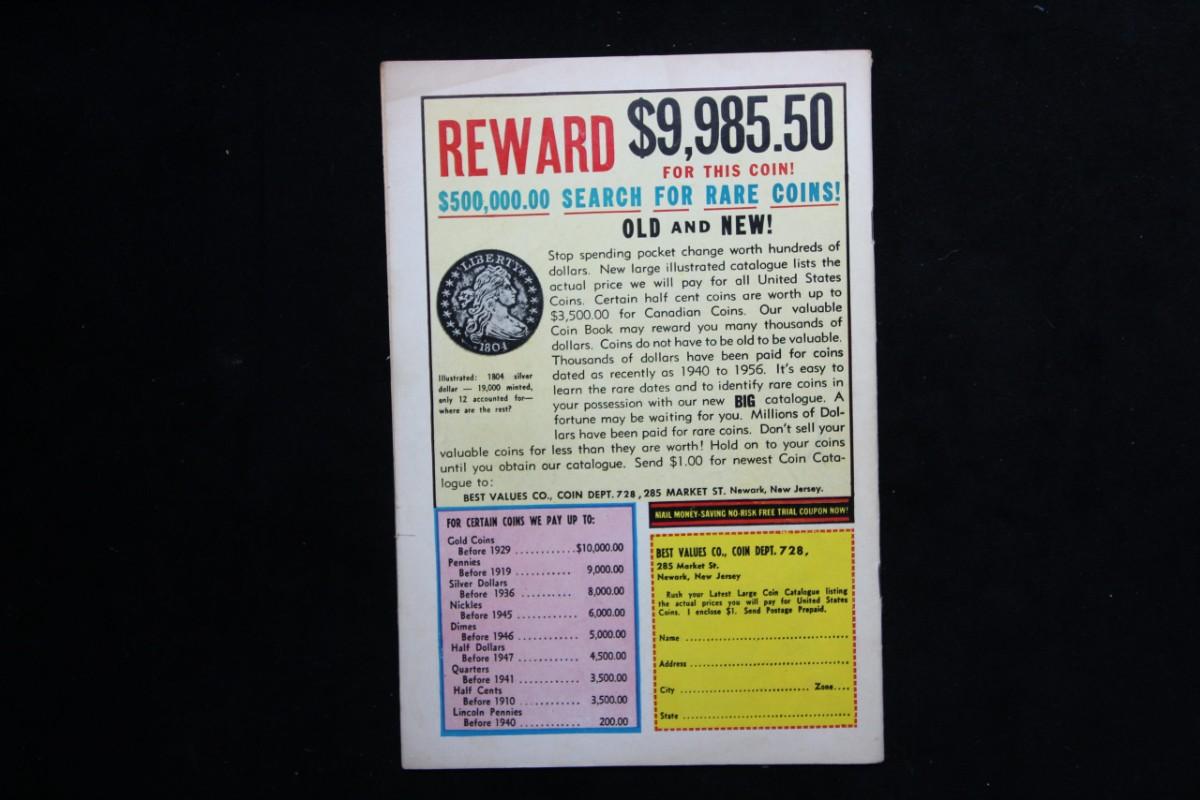 REWARD $9,985.50
FOR THIS COIN!
$500,000.00 SEARCH FOR RARE COINS!
OLD AND NEW!
LIBERTY
1804
Illustrated: 1804 silver
dollar — 19,000 minted,
only 12 accounted for—
where are the rest?
Stop spending pocket change worth hundreds of
dollars. New large illustrated catalogue lists the
actual price we will pay for all United States
Coins. Certain half cent coins are worth up to
$3,500.00 for Canadian Coins. Our valuable
Coin Book may reward you many thousands of
dollars. Coins do not have to be old to be valuable.
Thousands of dollars have been paid for coins
dated as recently as 1940 to 1956. It's easy to
learn the rare dates and to identify rare coins in
your possession with our new BIG catalogue. A
fortune may be waiting for you. Millions of Dol-
lars have been paid for rare coins. Don't sell your
valuable coins for less than they are worth! Hold on to your coins
until you obtain our catalogue. Send $1.00 for newest Coin Cata-
logue to:
BEST VALUES CO., COIN DEPT. 728, 285 MARKET ST. Newark, New Jersey.
FOR CERTAIN COINS WE PAY UP TO:
Gold Coins
Before 1929 ............$10,000.00
Pennies
Before 1919 ........... 9,000.00
Silver Dollars
Before 1936 .......... 8,000.00
Nickles
Before 1945 ............ 6,000.00
Dimes
Before 1946 ............ 5,000.00
Half Dollars
Before 1947 ............ 4,500.00
Quarters
Before 1941 ............ 3,500.00
Half Cents
Before 1910 ............ 3,500.00
Lincoln Pennies
Before 1940 ............ 200.00
MAIL MONEY-SAVING NO-RISK FREE TRIAL COUPON NOW!
BEST VALUES CO., COIN DEPT. 728,
285 Market St.
Newark, New Jersey
Rush your Latest Large Coin Catalogue listing
the actual prices you will pay for United States
Coins. I enclose $1. Send Postage Prepaid.
Name ..............................
Address ..............................
City .............................. Zone....
State ..............................